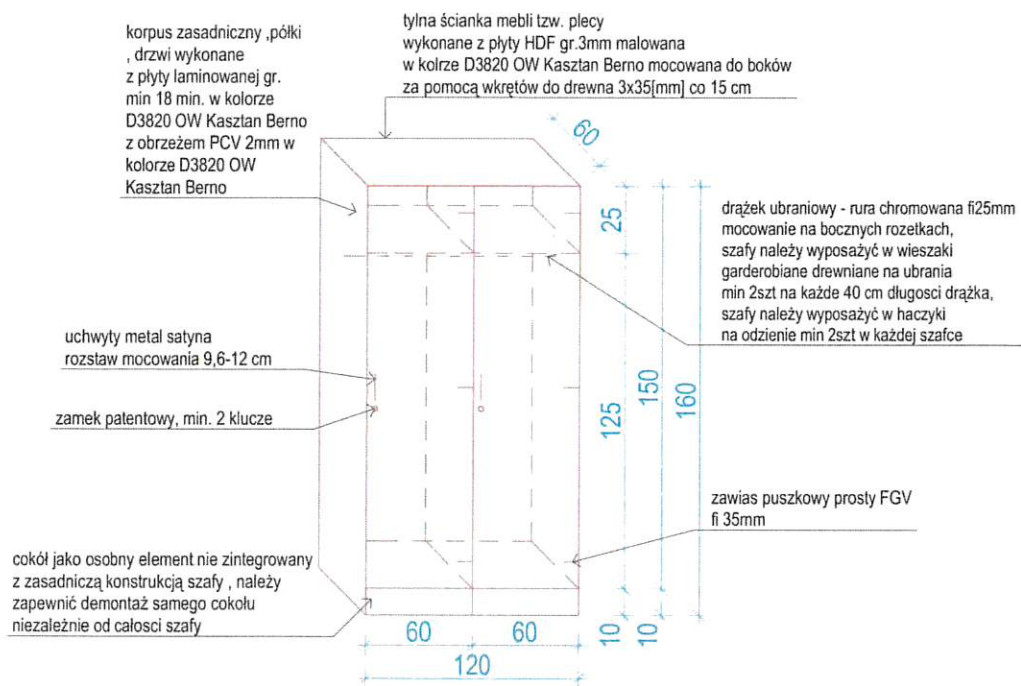 korpus zasadniczy ,półki
, drzwi wykonane
z płyty laminowanej gr.
min 18 min. w kolorze
D3820 OW Kasztan Berno
z obrzeżem PCV 2mm w
kolorze D3820 OW
Kasztan Berno
tylna ścianka mebli tzw. plecy
wykonane z płyty HDF gr.3mm malowana
w kolrze D3820 OW Kasztan Berno mocowana do boków
za pomocą wkrętów do drewna 3x35[mm] co 15 cm
60
25
125
150
160
10
10
drążek ubraniowy - rura chromowana fi25mm
mocowanie na bocznych rozetkach,
szafy należy wyposażyć w wieszaki
garderobiane drewniane na ubrania
min 2szt na każde 40 cm długosci drążka,
szafy należy wyposażyć w haczyki
na odzienie min 2szt w każdej szafce
uchwyty metal satyna
rozstaw mocowania 9,6-12 cm
zamek patentowy, min. 2 klucze
zawias puszkowy prosty FGV
fi 35mm
cokół jako osobny element nie zintegrowany
z zasadniczą konstrukcją szafy , należy
zapewnić demontaż samego cokołu
niezależnie od całosci szafy
60
60
120